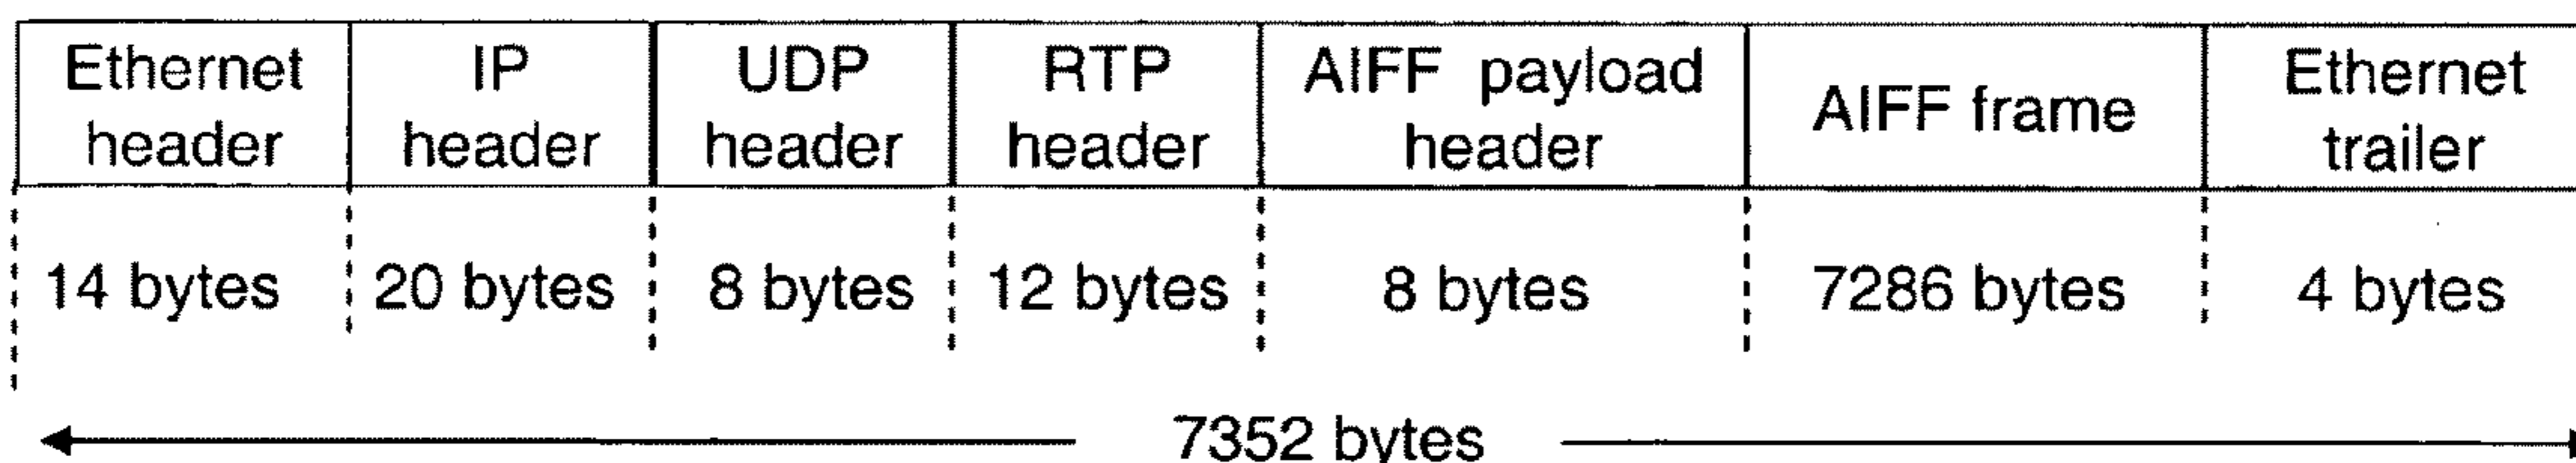 Ethernet header
IP header
UDP header
RTP header
AIFF payload header
AIFF frame
Ethernet trailer
14 bytes
20 bytes
8 bytes
12 bytes
8 bytes
7286 bytes
4 bytes
7352 bytes